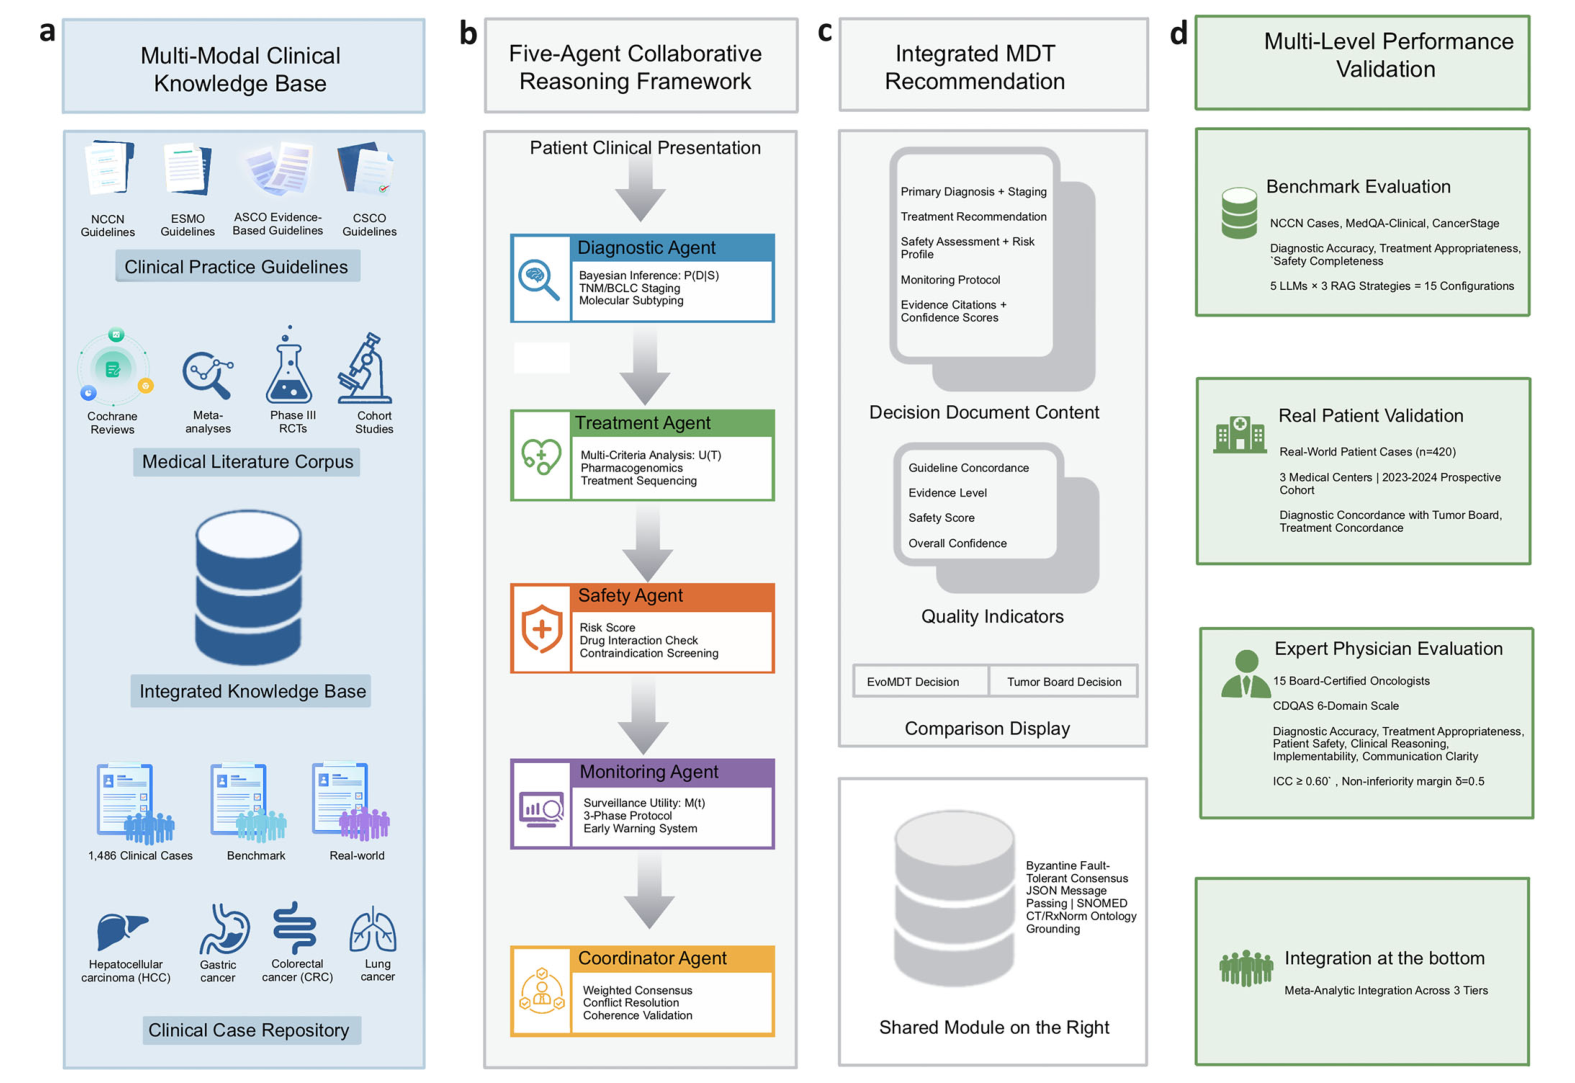 a
Multi-Modal Clinical
Knowledge Base
NCCN
Guidelines
ESMO
Guidelines
ASCO Evidence-
Based Guidelines
CSCO
Guidelines
Clinical Practice Guidelines
Cochrane
Reviews
Meta-
analyses
Phase III
RCTs
Cohort
Studies
Medical Literature Corpus
Integrated Knowledge Base
1,486 Clinical Cases
Benchmark
Real-world
Hepatocellular
carcinoma (HCC)
Gastric
cancer
Colorectal
cancer (CRC)
Lung
cancer
Clinical Case Repository
b
Five-Agent Collaborative
Reasoning Framework
Patient Clinical Presentation
Diagnostic Agent
Bayesian Inference: P(D|S)
TNM/BCLC Staging
Molecular Subtyping
Treatment Agent
Multi-Criteria Analysis: U(T)
Pharmacogenomics
Treatment Sequencing
Safety Agent
Risk Score
Drug Interaction Check
Contraindication Screening
Monitoring Agent
Surveillance Utility: M(t)
3-Phase Protocol
Early Warning System
Coordinator Agent
Weighted Consensus
Conflict Resolution
Coherence Validation
c
Integrated MDT
Recommendation
Primary Diagnosis + Staging
Treatment Recommendation
Safety Assessment + Risk
Profile
Monitoring Protocol
Evidence Citations +
Confidence Scores
Decision Document Content
Guideline Concordance
Evidence Level
Safety Score
Overall Confidence
Quality Indicators
EvoMDT Decision
Tumor Board Decision
Comparison Display
Byzantine Fault-
Tolerant Consensus
JSON Message
Passing | SNOMED
CT/RxNorm Ontology
Grounding
Shared Module on the Right
d
Multi-Level Performance
Validation
Benchmark Evaluation
NCCN Cases, MedQA-Clinical, CancerStage
Diagnostic Accuracy, Treatment Appropriateness,
`Safety Completeness
5 LLMs × 3 RAG Strategies = 15 Configurations
Real Patient Validation
Real-World Patient Cases (n=420)
3 Medical Centers | 2023-2024 Prospective
Cohort
Diagnostic Concordance with Tumor Board,
Treatment Concordance
Expert Physician Evaluation
15 Board-Certified Oncologists
CDQAS 6-Domain Scale
Diagnostic Accuracy, Treatment Appropriateness,
Patient Safety, Clinical Reasoning,
Implementability, Communication Clarity
ICC ≥ 0.60` , Non-inferiority margin δ=0.5
Integration at the bottom
Meta-Analytic Integration Across 3 Tiers